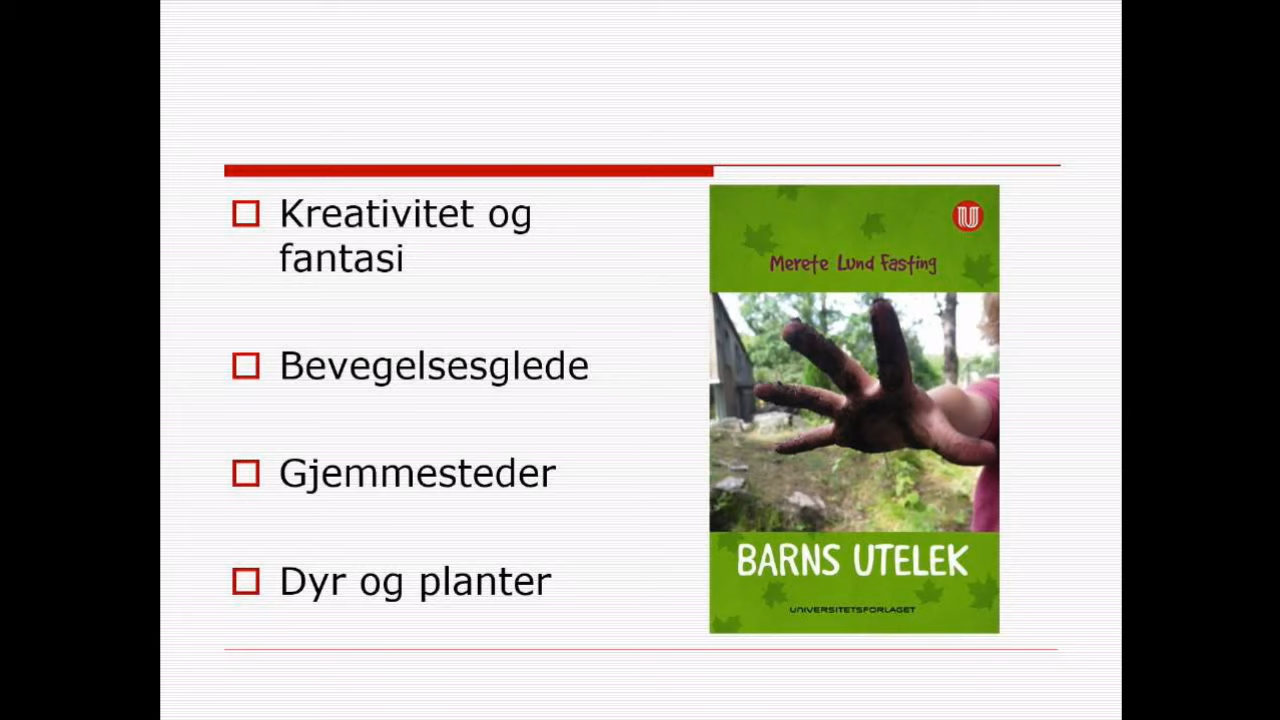 Kreativitet og
fantasi
Bevegelsesglede
Gjemmesteder
Dyr og planter
Merete Lund Fasting
BARNS UTELEK
UNIVERSITETSFORLAGET